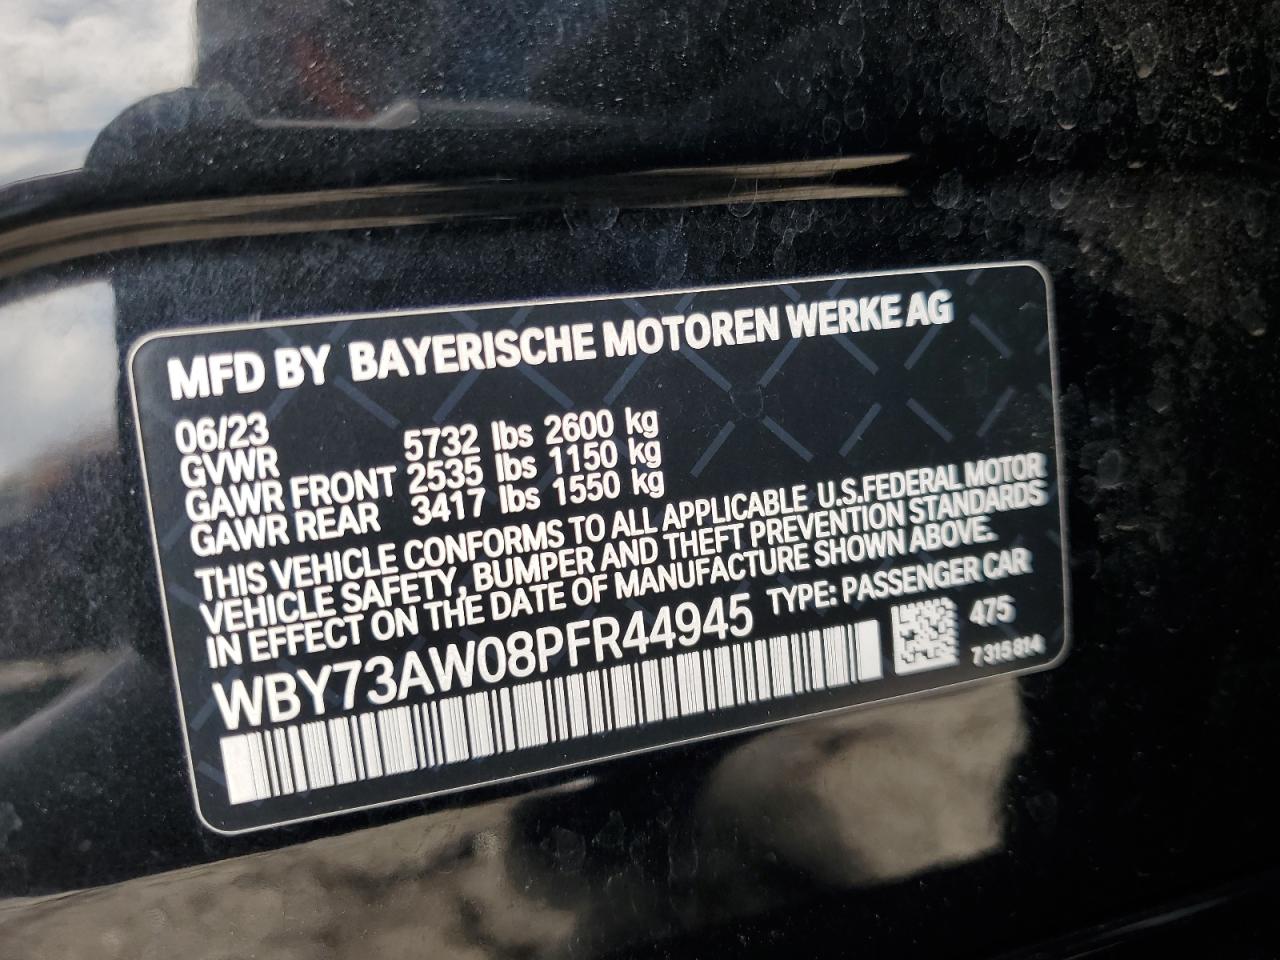 MFD BY BAYERISCHE MOTOREN WERKE AG
06/23
GVWR 5732 lbs 2600 kg
GAWR FRONT 2535 lbs 1150 kg
GAWR REAR 3417 lbs 1550 kg
THIS VEHICLE CONFORMS TO ALL APPLICABLE U.S.FEDERAL MOTOR
VEHICLE SAFETY, BUMPER AND THEFT PREVENTION STANDARDS
IN EFFECT ON THE DATE OF MANUFACTURE SHOWN ABOVE.
WBY73AW08PFR44945 TYPE: PASSENGER CAR
475
7315814